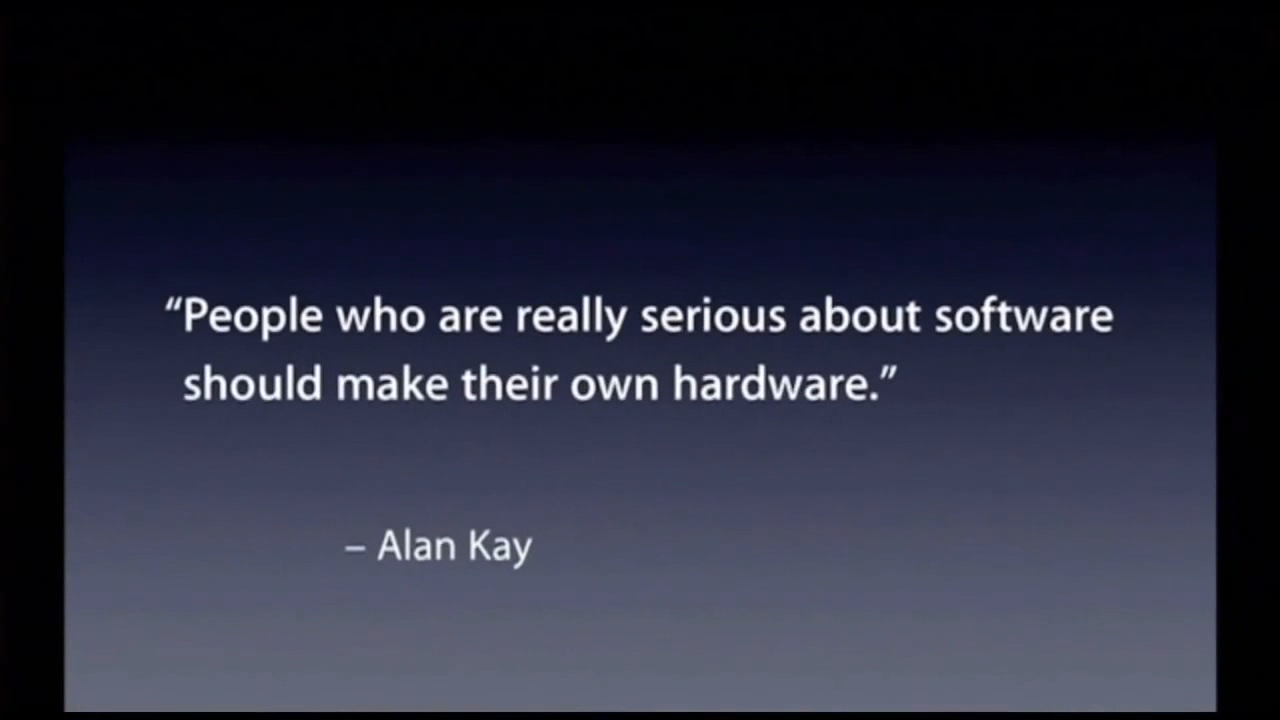 “People who are really serious about software
should make their own hardware.”
– Alan Kay